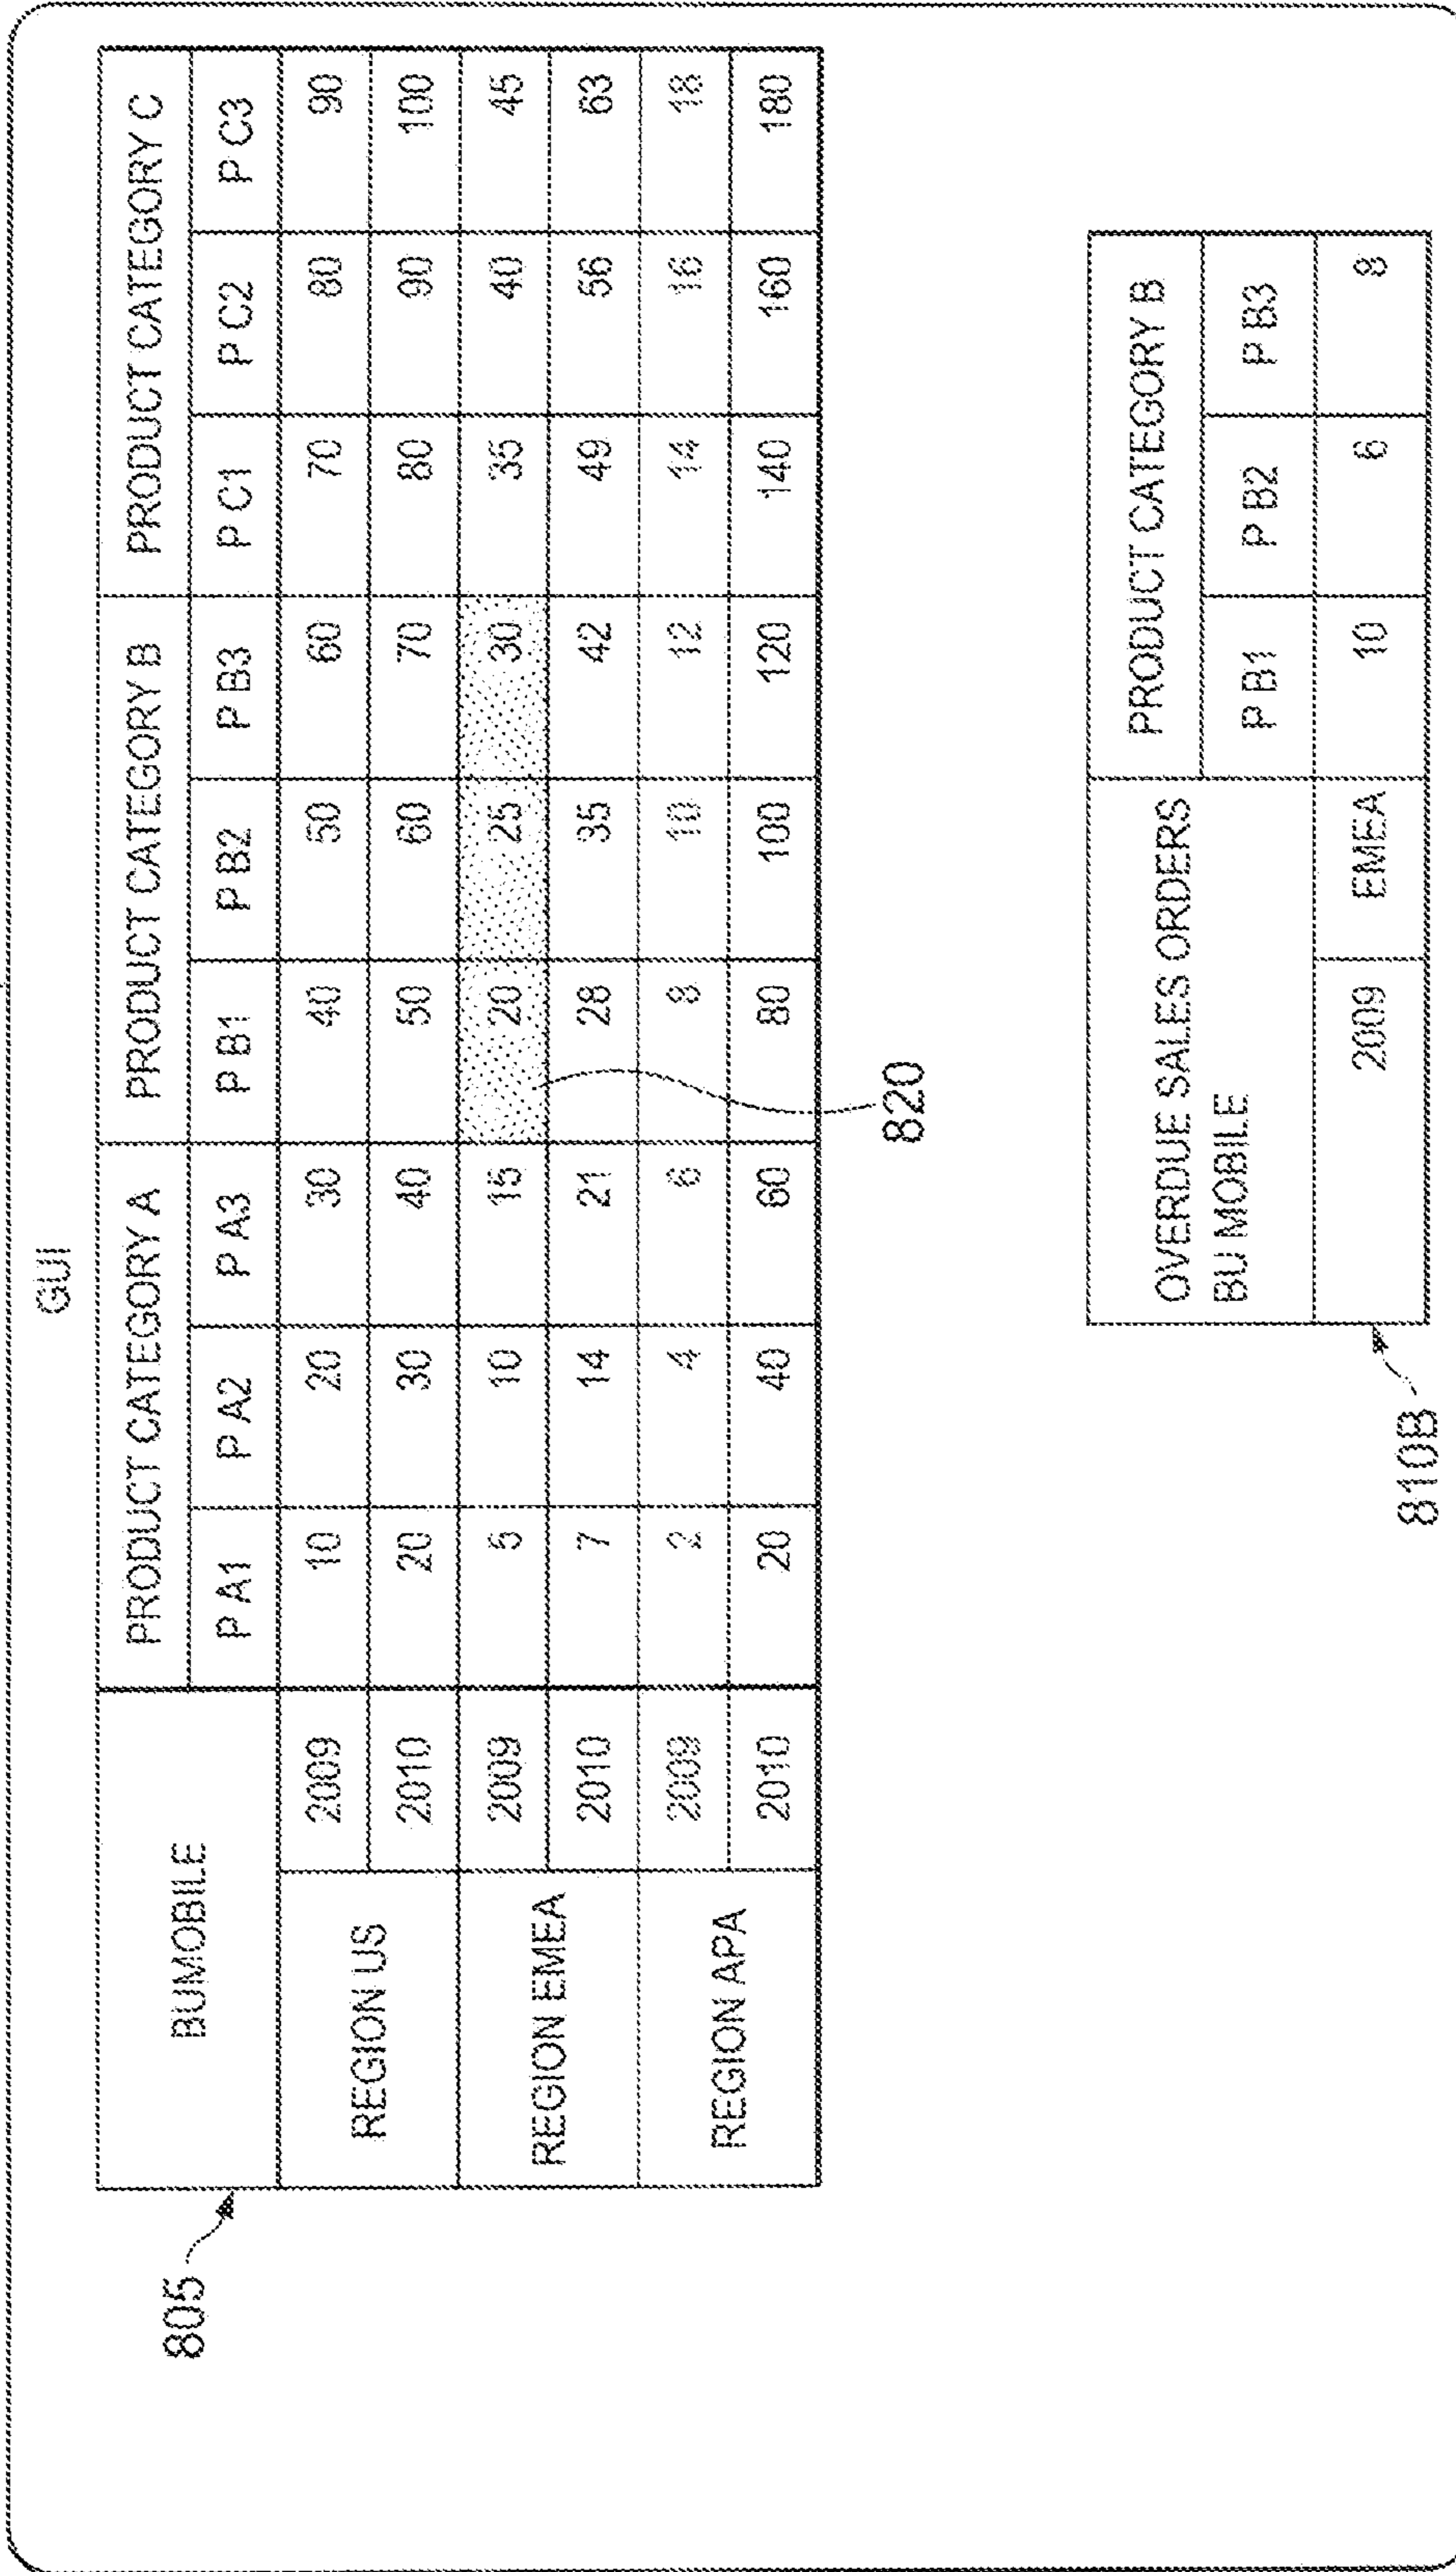 GUI
805
BUMOBILE PRODUCT CATEGORY A PRODUCT CATEGORY B PRODUCT CATEGORY C
P A1 P A2 P A3 P B1 P B2 P B3 P C1 P C2 P C3
REGION US 2009 10 20 30 40 50 60 70 80 90
2010 20 30 40 50 60 70 80 90 100
REGION EMEA 2009 5 10 15 20 25 30 35 40 45
2010 7 14 21 28 35 42 49 56 63
REGION APA 2009 2 4 6 8 10 12 14 16 18
2010 20 40 60 80 100 120 140 160 180
820
810B
OVERDUE SALES ORDERS PRODUCT CATEGORY B
BU MOBILE P B1 P B2 P B3
2009 EMEA 10 6 8